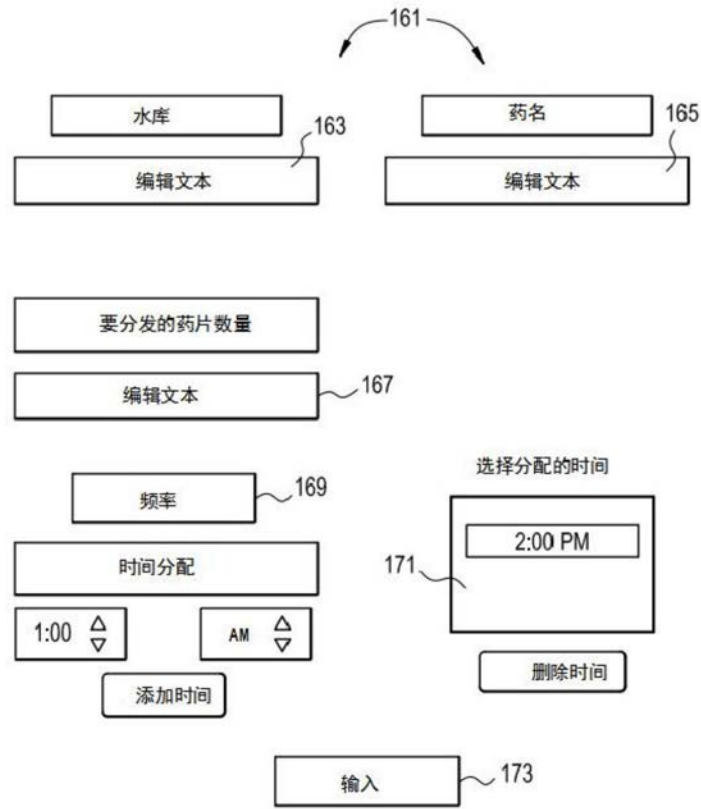 161
水库
药名
163
165
编辑文本
编辑文本
要分发的药片数量
编辑文本
167
选择分配的时间
频率
169
2:00 PM
时间分配
171
1:00
AM
删除时间
添加时间
输入
173